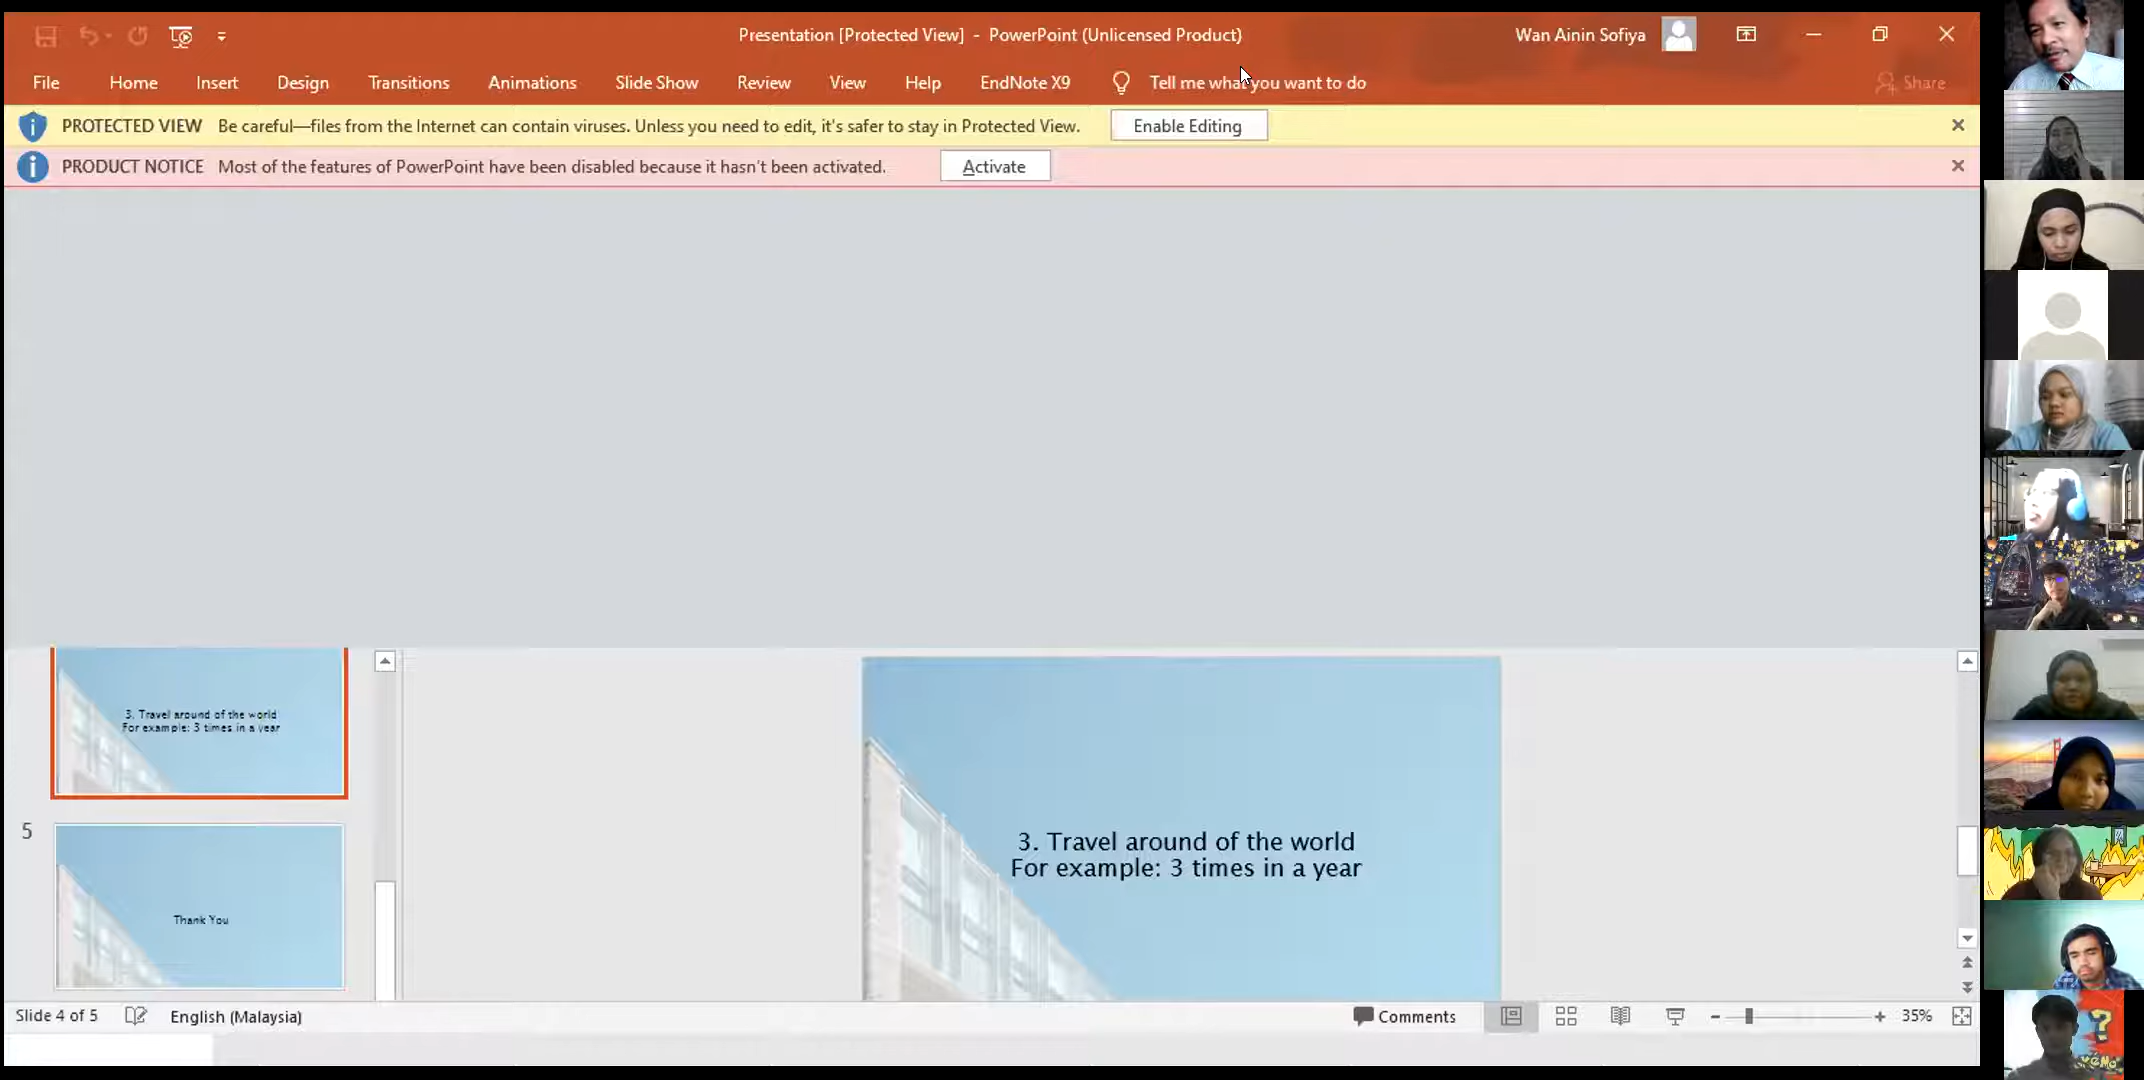 Presentation [Protected View] - PowerPoint (Unlicensed Product)
Wan Ainin Sofiya
File Home Insert Design Transitions Animations Slide Show Review View Help EndNote X9 Tell me what you want to do Share
PROTECTED VIEW Be careful—files from the Internet can contain viruses. Unless you need to edit, it's safer to stay in Protected View. Enable Editing
PRODUCT NOTICE Most of the features of PowerPoint have been disabled because it hasn't been activated. Activate
3. Travel around of the world
For example: 3 times in a year
5
Thank You
3. Travel around of the world
For example: 3 times in a year
Slide 4 of 5 English (Malaysia) Comments 35%